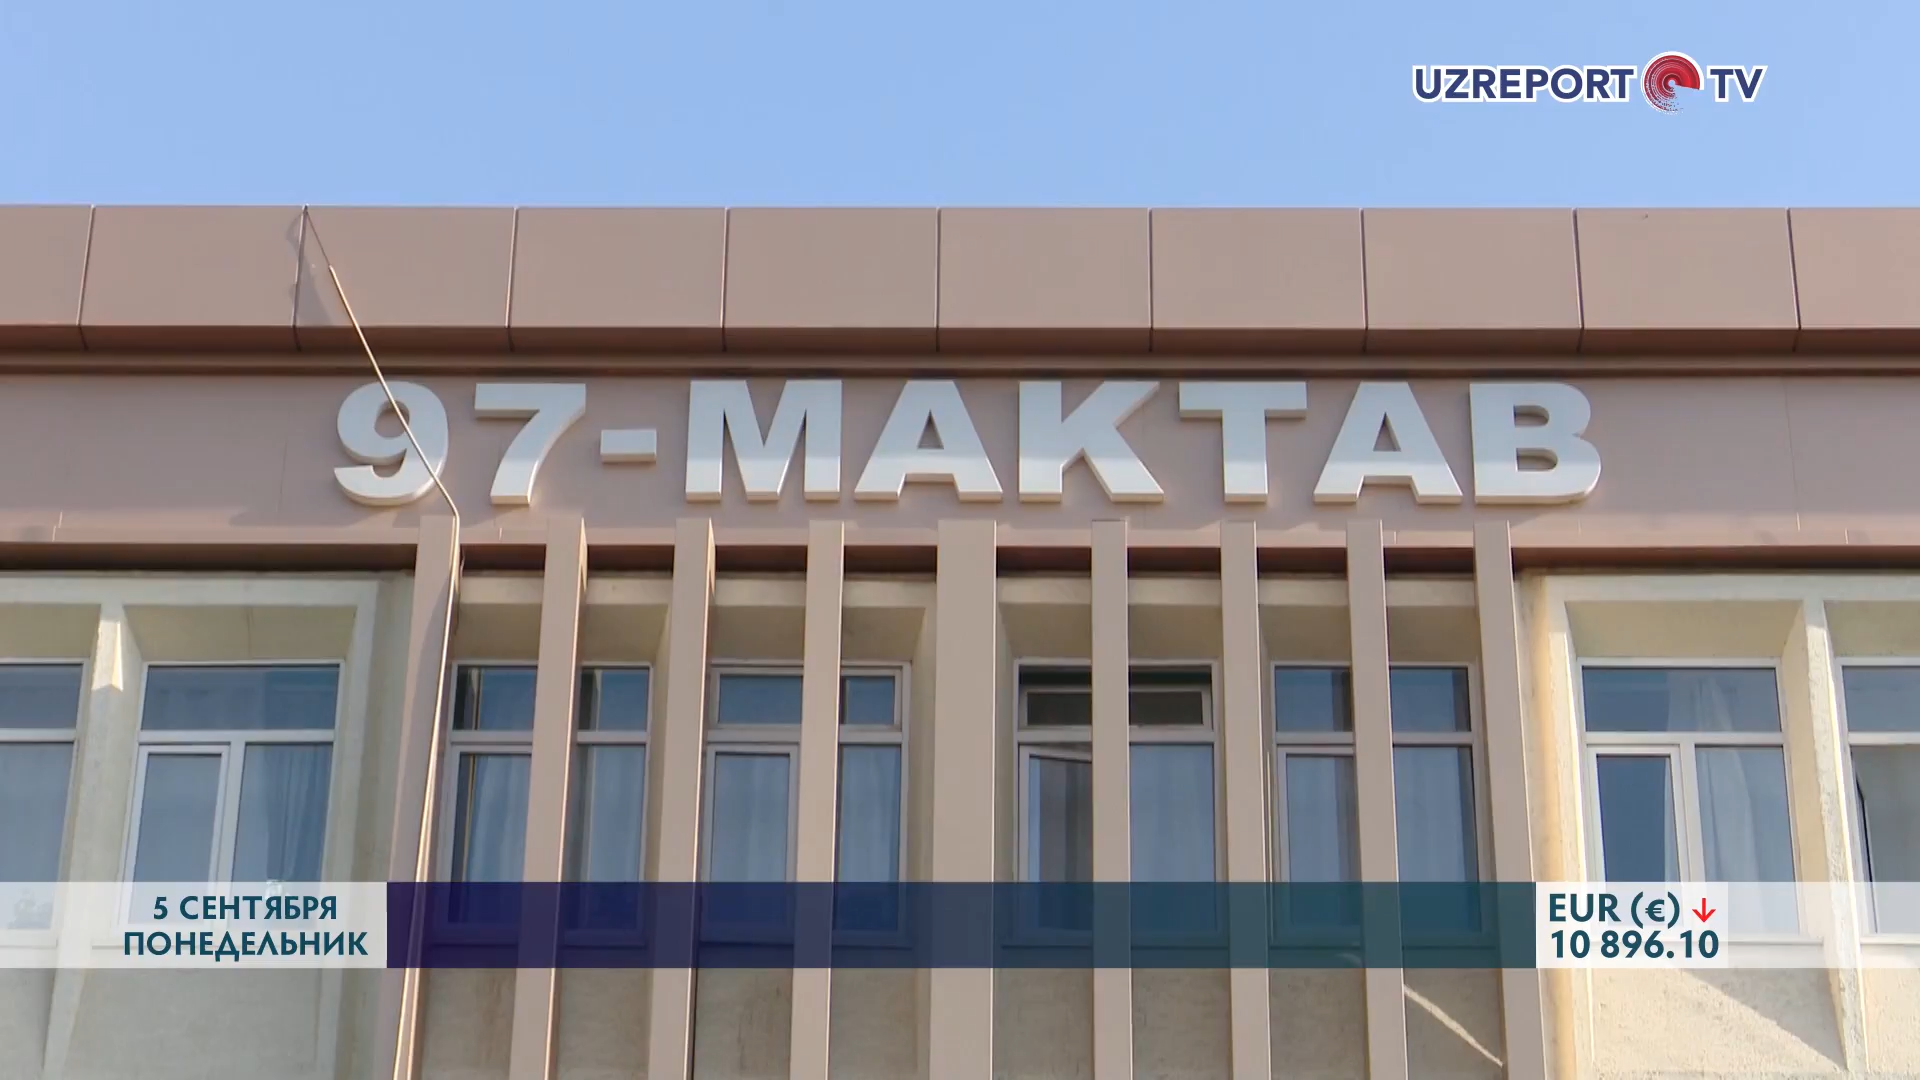 UZREPORT TV
97-МАКТАВ
5 СЕНТЯБРЯ
ПОНЕДЕЛЬНИК
EUR (€) ↓
10 896.10